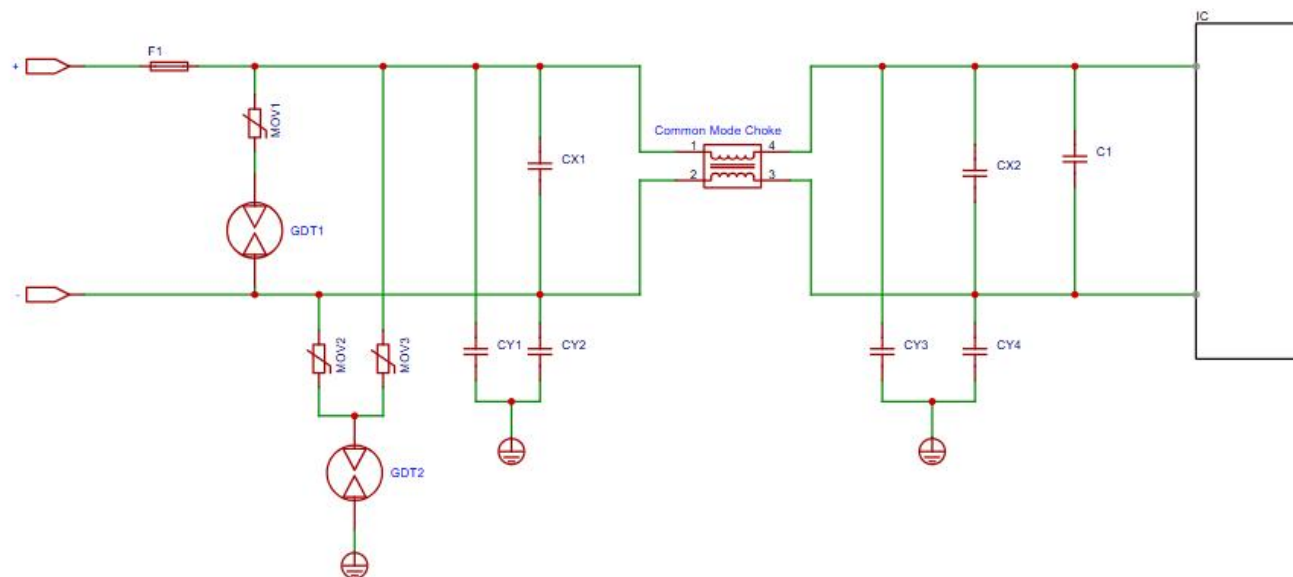 IC
F1
+
MOV1
Common Mode Choke
1 4
2 3
CX1
CX2
C1
GDT1
-
MOV2
MOV3
CY1
CY2
CY3
CY4
GDT2